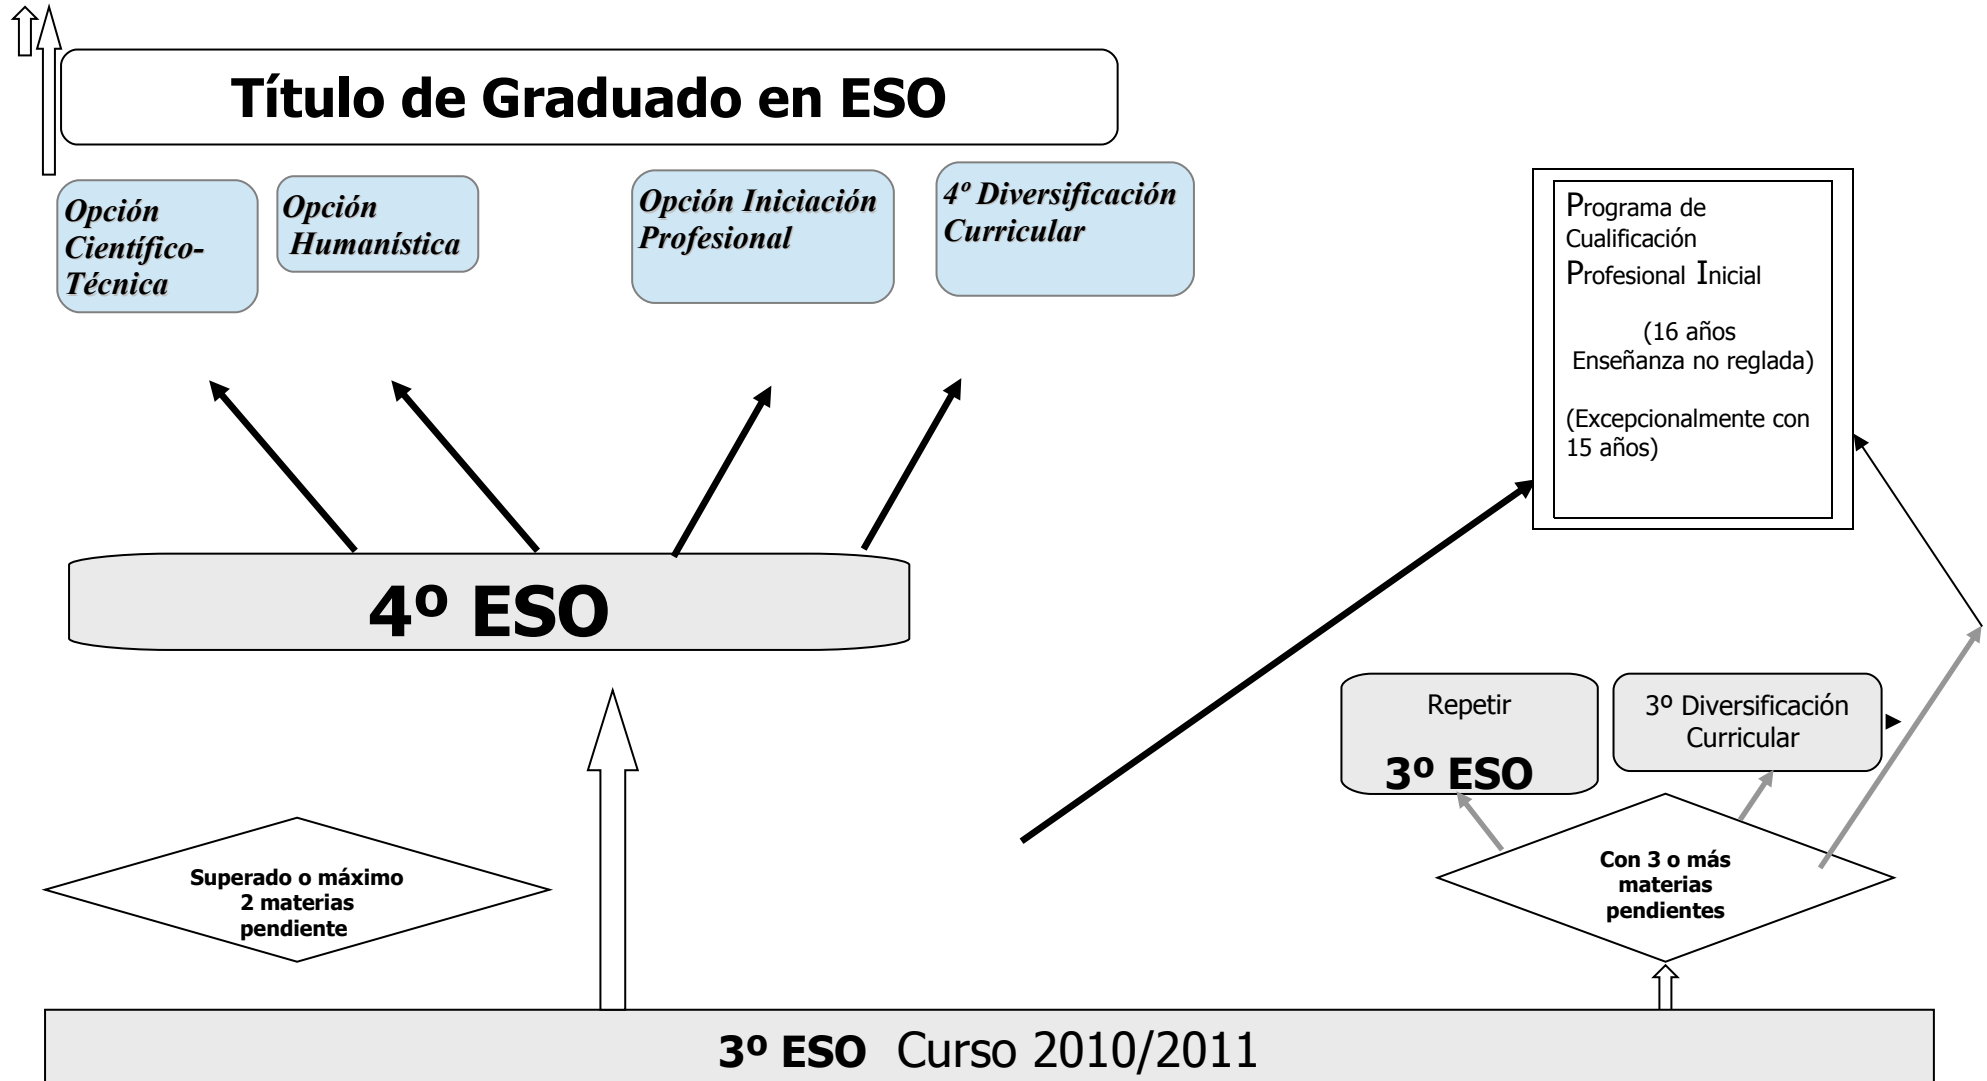 Título de Graduado en ESO
Opción
Científico-
Técnica
Opción
Humanística
Opción Iniciación
Profesional
4º Diversificación
Curricular
Programa de
Cualificación
Profesional Inicial
(16 años
Enseñanza no reglada)
(Excepcionalmente con
15 años)
4º ESO
Repetir
3º ESO
3º Diversificación
Curricular
Superado o máximo
2 materias
pendiente
Con 3 o más
materias
pendientes
3º ESO Curso 2010/2011